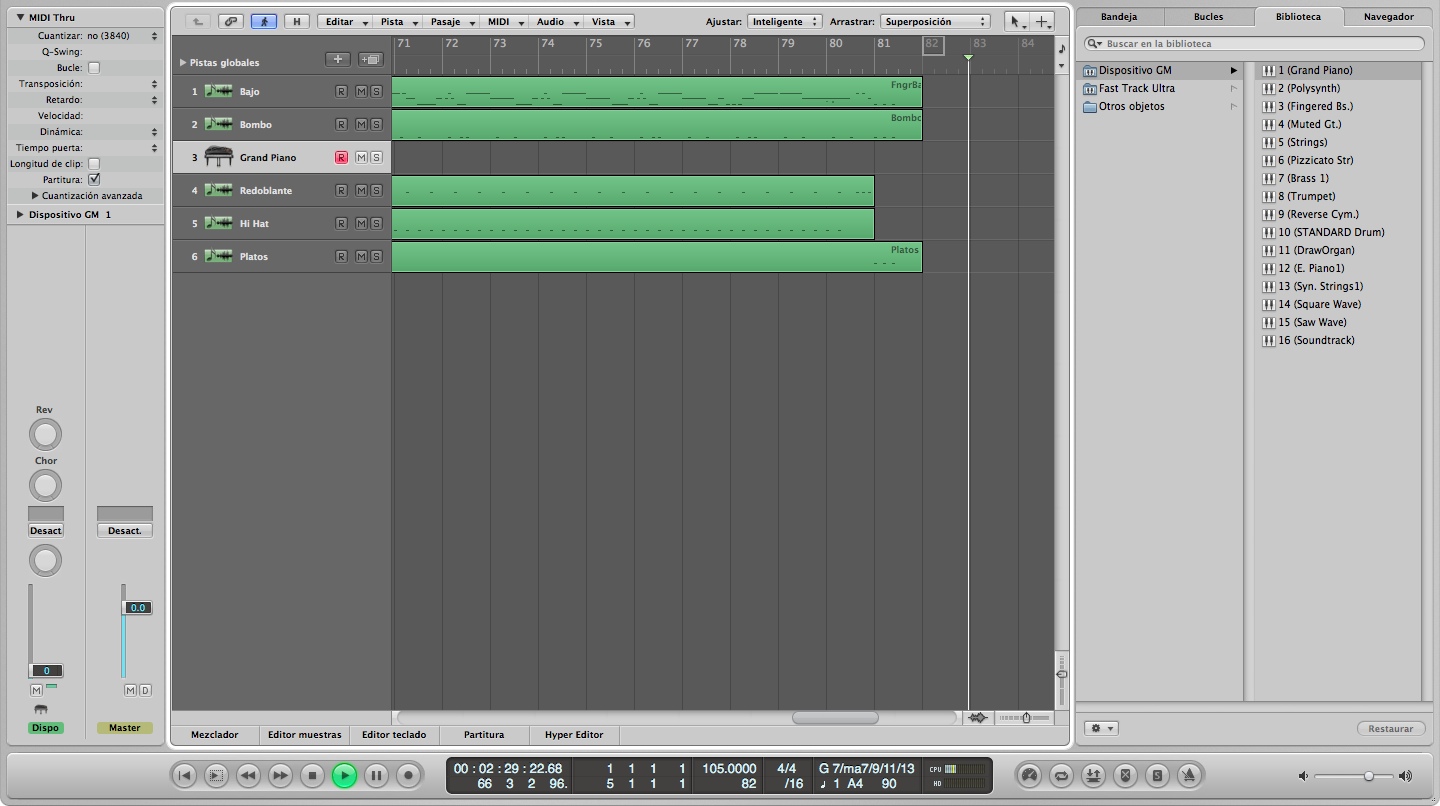 MIDI Thru
Cuantizar: no (3840)
Q-Swing:
Bucle:
Transposición:
Retardo:
Velocidad:
Dinámica:
Tiempo puerta:
Longitud de clip:
Partitura:
Cuantización avanzada
Dispositivo GM 1
Rev
Chor
Desact
Desact.
0.0
0
M
M D
Dispo
Master
H
Editar
Pista
Pasaje
MIDI
Audio
Vista
Ajustar: Inteligente
Arrastrar: Superposición
Pistas globales
71 72 73 74 75 76 77 78 79 80 81 82 83 84
1 Bajo R M S
FngrBa
2 Bombo R M S
Bombo
3 Grand Piano R M S
4 Redoblante R M S
5 Hi Hat R M S
6 Platos R M S
Platos
Mezclador
Editor muestras
Editor teclado
Partitura
Hyper Editor
Bandeja
Bucles
Biblioteca
Navegador
Buscar en la biblioteca
Dispositivo GM
Fast Track Ultra
Otros objetos
1 (Grand Piano)
2 (Polysynth)
3 (Fingered Bs.)
4 (Muted Gt.)
5 (Strings)
6 (Pizzicato Str)
7 (Brass 1)
8 (Trumpet)
9 (Reverse Cym.)
10 (STANDARD Drum)
11 (DrawOrgan)
12 (E. Piano1)
13 (Syn. Strings1)
14 (Square Wave)
15 (Saw Wave)
16 (Soundtrack)
Restaurar
00 : 02 : 29 : 22.68 1 1 1 1 105.0000 4/4 G 7/ma7/9/11/13 CPU
66 3 2 96. 5 1 1 1 82 /16 1 A4 90 HD
S